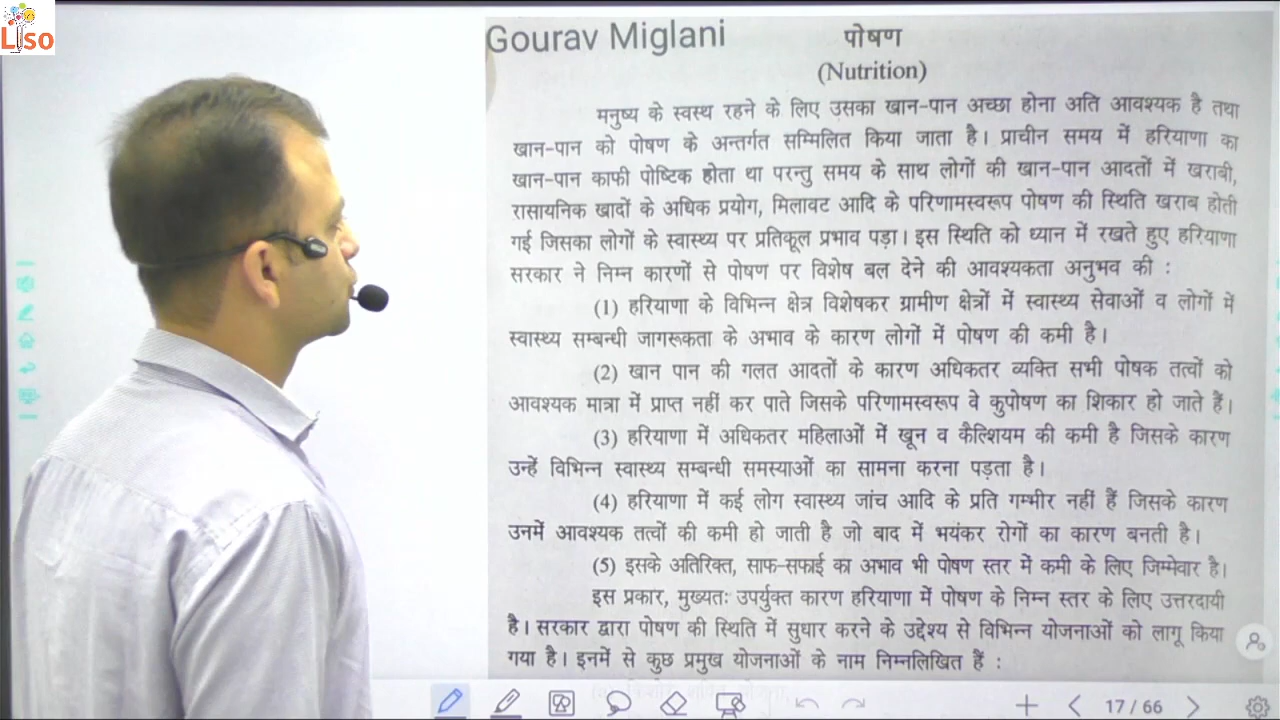 Liso
Gourav Miglani
पोषण
(Nutrition)
मनुष्य के स्वस्थ रहने के लिए उसका खान-पान अच्छा होना अति आवश्यक है तथा
खान-पान को पोषण के अन्तर्गत सम्मिलित किया जाता है। प्राचीन समय में हरियाणा का
खान-पान काफी पोष्टिक होता था परन्तु समय के साथ लोगों की खान-पान आदतों में खराबी,
रासायनिक खादों के अधिक प्रयोग, मिलावट आदि के परिणामस्वरूप पोषण की स्थिति खराब होती
गई जिसका लोगों के स्वास्थ्य पर प्रतिकूल प्रभाव पड़ा। इस स्थिति को ध्यान में रखते हुए हरियाणा
सरकार ने निम्न कारणों से पोषण पर विशेष बल देने की आवश्यकता अनुभव की :
(1) हरियाणा के विभिन्न क्षेत्र विशेषकर ग्रामीण क्षेत्रों में स्वास्थ्य सेवाओं व लोगों में
स्वास्थ्य सम्बन्धी जागरूकता के अभाव के कारण लोगों में पोषण की कमी है।
(2) खान पान की गलत आदतों के कारण अधिकतर व्यक्ति सभी पोषक तत्वों को
आवश्यक मात्रा में प्राप्त नहीं कर पाते जिसके परिणामस्वरूप वे कुपोषण का शिकार हो जाते हैं।
(3) हरियाणा में अधिकतर महिलाओं में खून व कैल्शियम की कमी है जिसके कारण
उन्हें विभिन्न स्वास्थ्य सम्बन्धी समस्याओं का सामना करना पड़ता है।
(4) हरियाणा में कई लोग स्वास्थ्य जांच आदि के प्रति गम्भीर नहीं हैं जिसके कारण
उनमें आवश्यक तत्वों की कमी हो जाती है जो बाद में भयंकर रोगों का कारण बनती है।
(5) इसके अतिरिक्त, साफ-सफाई का अभाव भी पोषण स्तर में कमी के लिए जिम्मेवार है।
इस प्रकार, मुख्यतः उपर्युक्त कारण हरियाणा में पोषण के निम्न स्तर के लिए उत्तरदायी
है। सरकार द्वारा पोषण की स्थिति में सुधार करने के उद्देश्य से विभिन्न योजनाओं को लागू किया
गया है। इनमें से कुछ प्रमुख योजनाओं के नाम निम्नलिखित हैं :
17 / 66